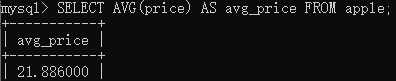 mysql> SELECT AVG(price) AS avg_price FROM apple;
+-----------+
| avg_price |
+-----------+
| 21.886000 |